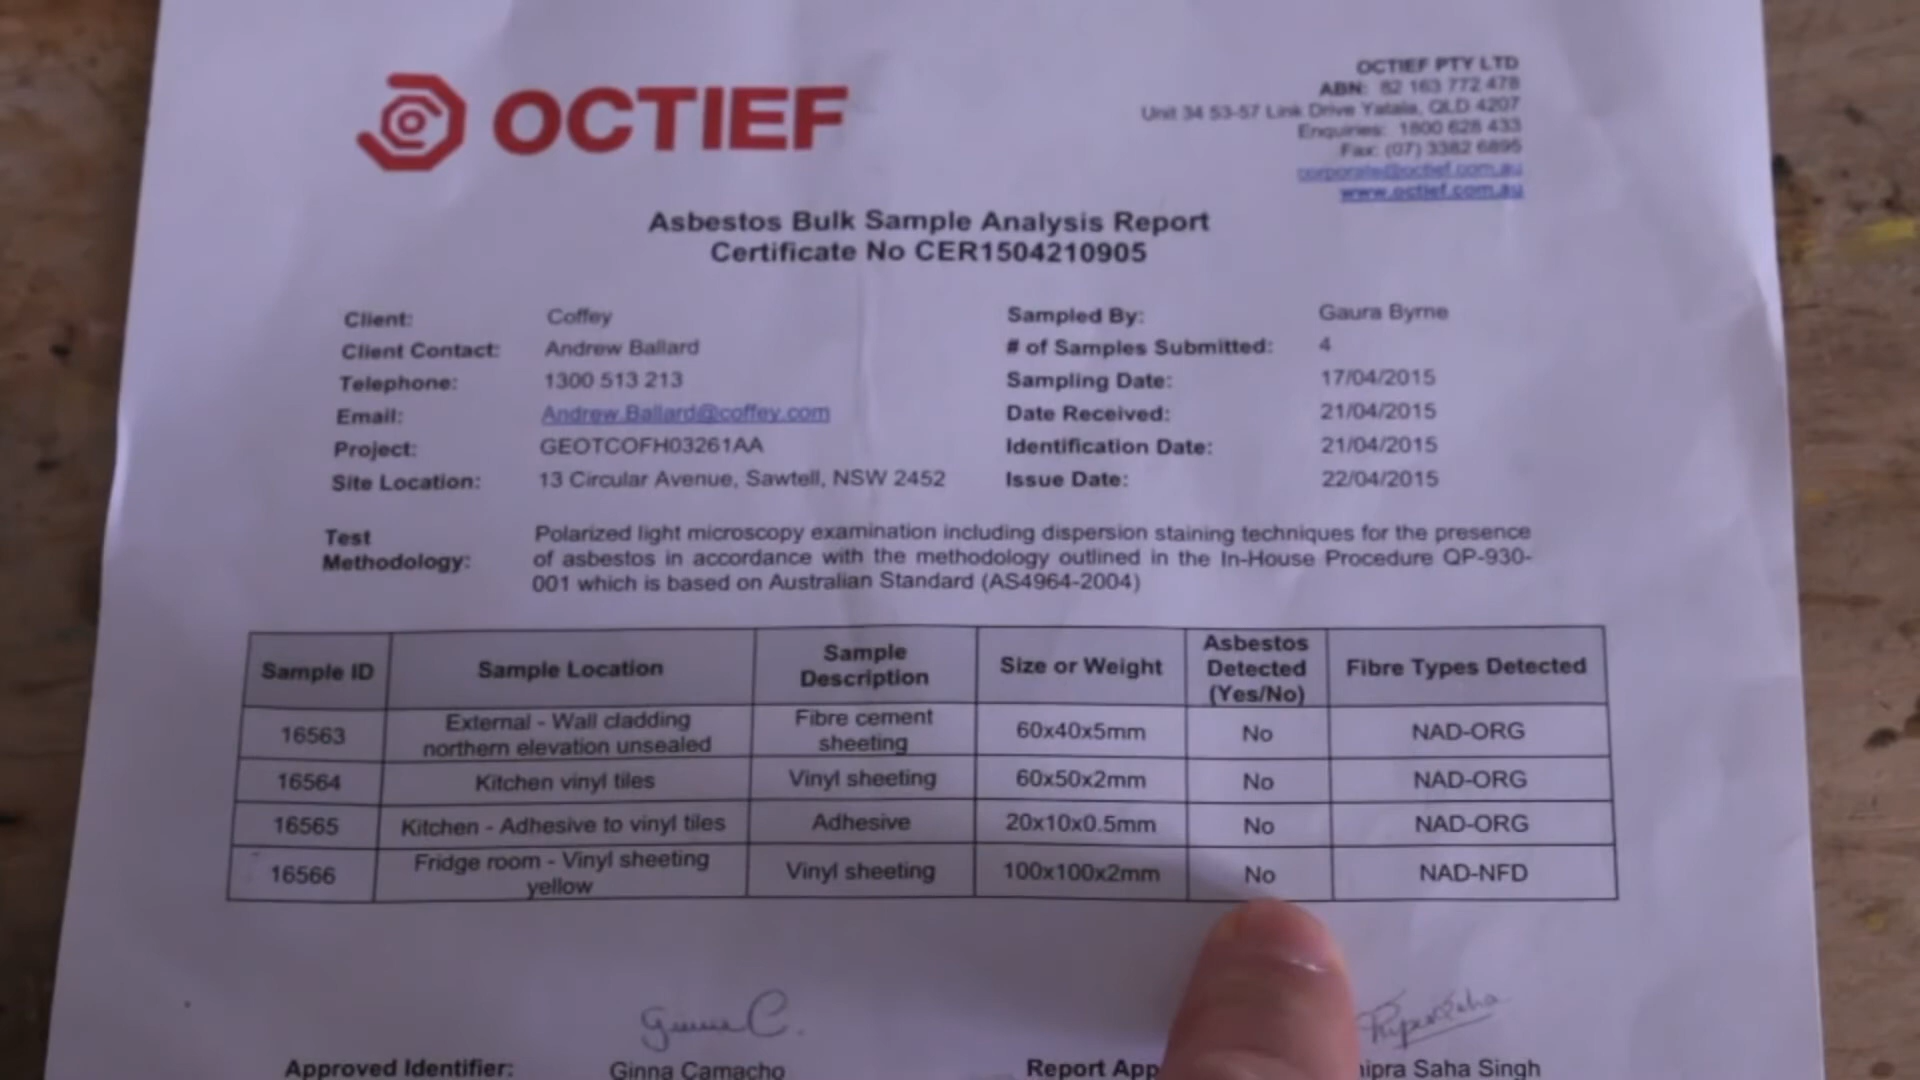 OCTIEF
OCTIEF PTY LTD
ABN: 82 163 772 478
Unit 34 53-57 Link Drive Yatala, QLD 4207
Enquiries: 1800 628 433
Fax: (07) 3382 6895
corporate@octief.com.au
www.octief.com.au
Asbestos Bulk Sample Analysis Report
Certificate No CER1504210905
Client: Coffey
Client Contact: Andrew Ballard
Telephone: 1300 513 213
Email: Andrew.Ballard@coffey.com
Project: GEOTCOFH03261AA
Site Location: 13 Circular Avenue, Sawtell, NSW 2452
Sampled By: Gaura Byrne
# of Samples Submitted: 4
Sampling Date: 17/04/2015
Date Received: 21/04/2015
Identification Date: 21/04/2015
Issue Date: 22/04/2015
Test Methodology:
Polarized light microscopy examination including dispersion staining techniques for the presence
of asbestos in accordance with the methodology outlined in the In-House Procedure QP-930-
001 which is based on Australian Standard (AS4964-2004)
Sample ID Sample Location Sample Description Size or Weight Asbestos Detected (Yes/No) Fibre Types Detected
16563 External - Wall cladding northern elevation unsealed Fibre cement sheeting 60x40x5mm No NAD-ORG
16564 Kitchen vinyl tiles Vinyl sheeting 60x50x2mm No NAD-ORG
16565 Kitchen - Adhesive to vinyl tiles Adhesive 20x10x0.5mm No NAD-ORG
16566 Fridge room - Vinyl sheeting yellow Vinyl sheeting 100x100x2mm No NAD-NFD
Ginna C.
Approved Identifier: Ginna Camacho
Report App
hipra Saha Singh